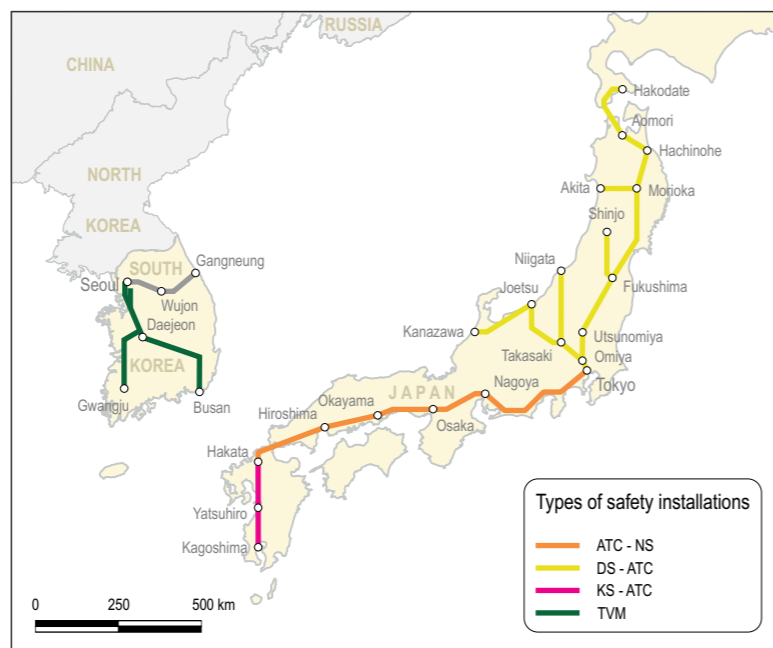 RUSSIA
CHINA
Hakodate
Aomori
Hachinohe
NORTH
KOREA
Akita
Morioka
Shinjo
Gangneung
SOUTH
Niigata
Seoul
Wujon
Joetsu
Fukushima
Daejeon
Kanazawa
Utsunomiya
Takasaki
Omiya
KOREA
JAPAN
Nagoya
Tokyo
Gwangju
Busan
Okayama
Hiroshima
Osaka
Hakata
Types of safety installations
Yatsuhiro
ATC - NS
Kagoshima
DS - ATC
KS - ATC
0 250 500 km
TVM